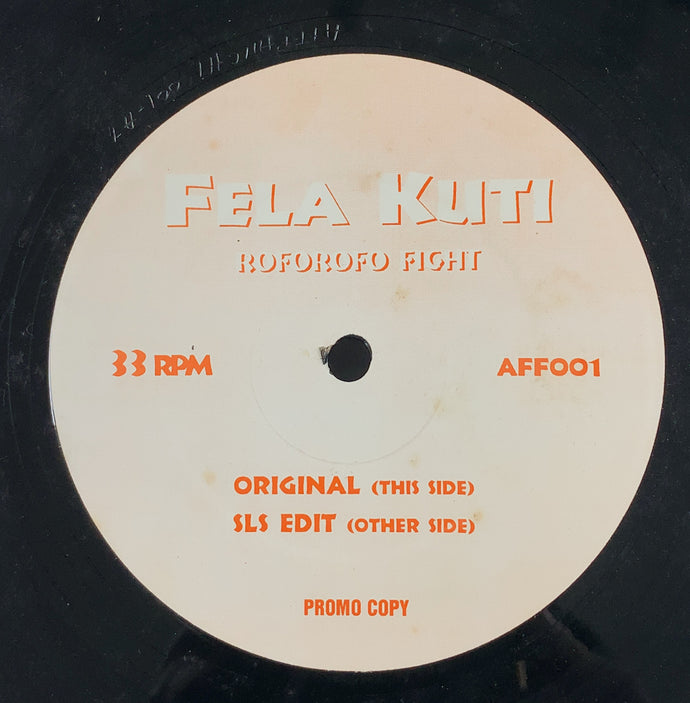 FELA KUTI
ROFOROFO FIGHT
33 RPM
AFF001
ORIGINAL (THIS SIDE)
SLS EDIT (OTHER SIDE)
PROMO COPY